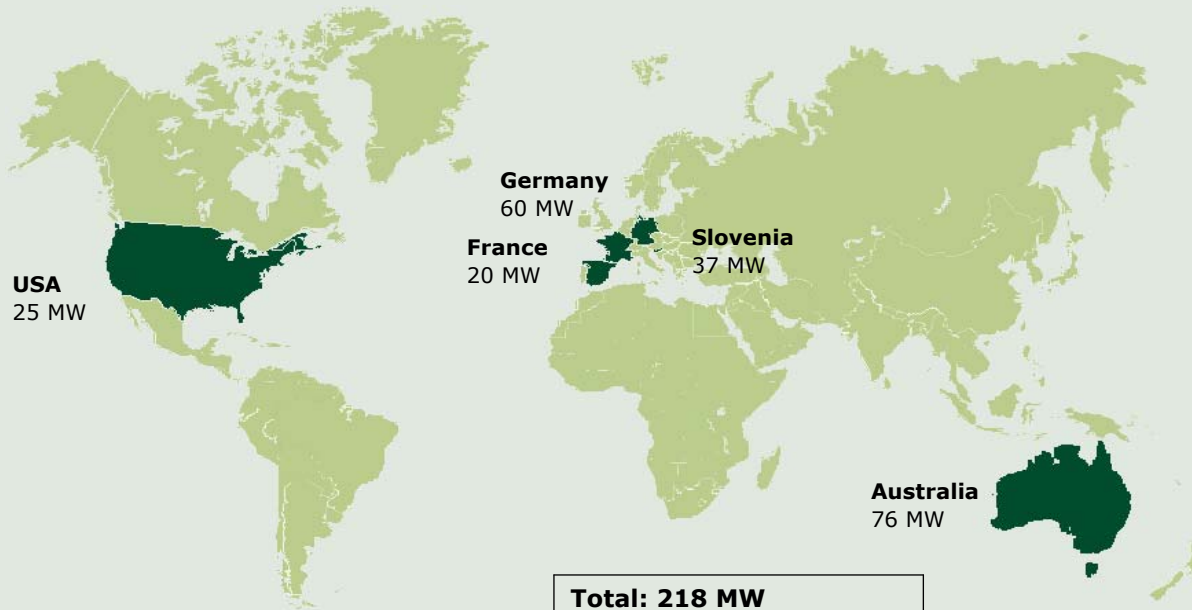 Germany
60 MW
France
20 MW
Slovenia
37 MW
USA
25 MW
Australia
76 MW
Total: 218 MW